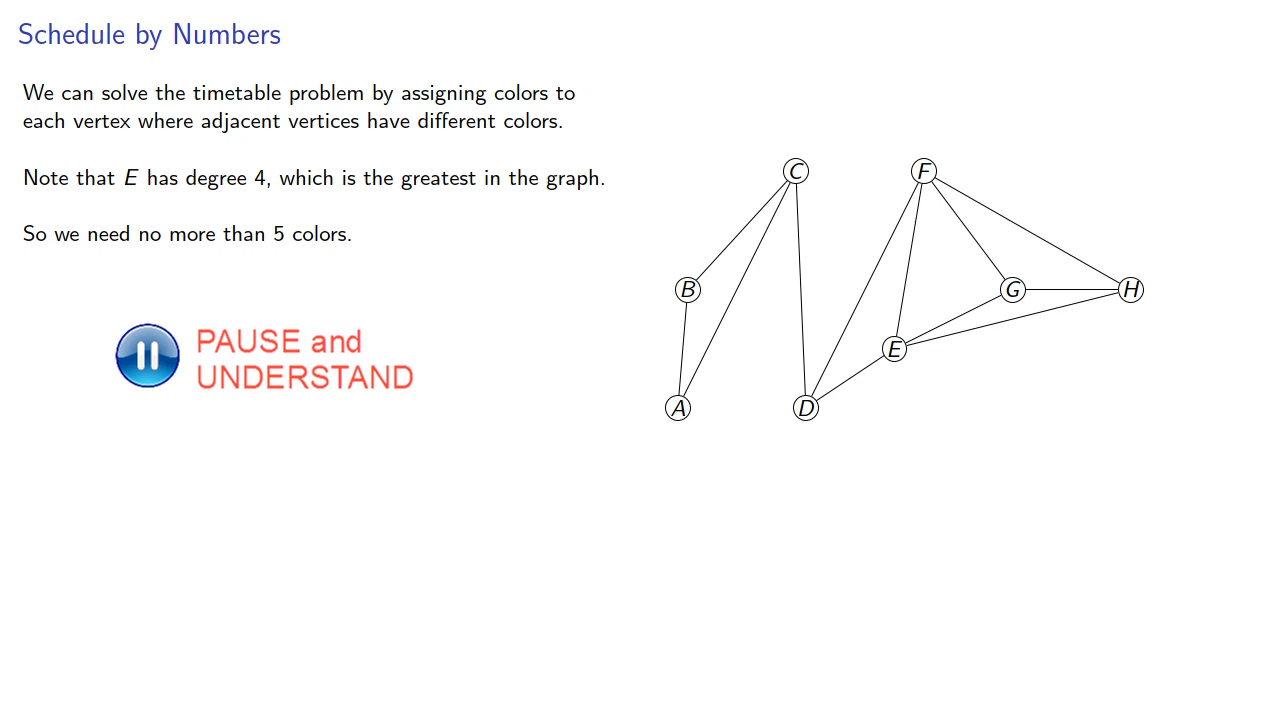 Schedule by Numbers
We can solve the timetable problem by assigning colors to
each vertex where adjacent vertices have different colors.
Note that E has degree 4, which is the greatest in the graph.
So we need no more than 5 colors.
PAUSE and
UNDERSTAND
C
F
B
G
H
E
A
D